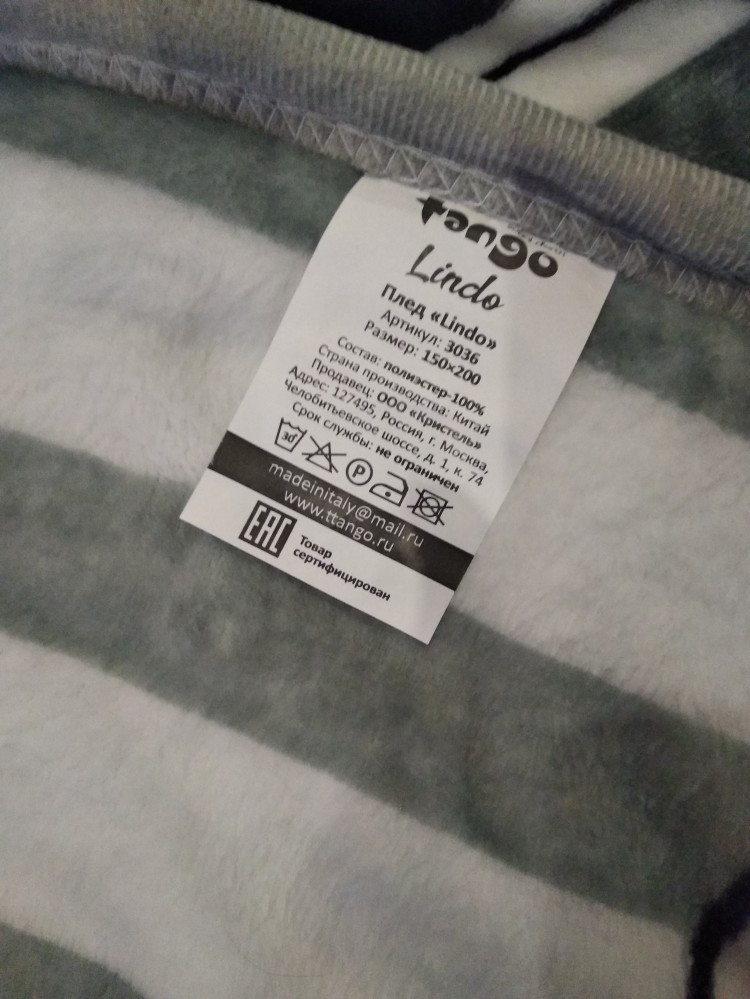 tango
Lindo
Плед «Lindo»
Артикул: 3036
Размер: 150×200
Состав: полиэстер-100%
Страна производства: Китай
Продавец: ООО «Кристель»
Адрес: 127495, Россия, г. Москва,
Челобитьевское шоссе, д. 1, к. 74
Срок службы: не ограничен
30
P
madeinitaly@mail.ru
www.ttango.ru
EAC
Товар
сертифицирован